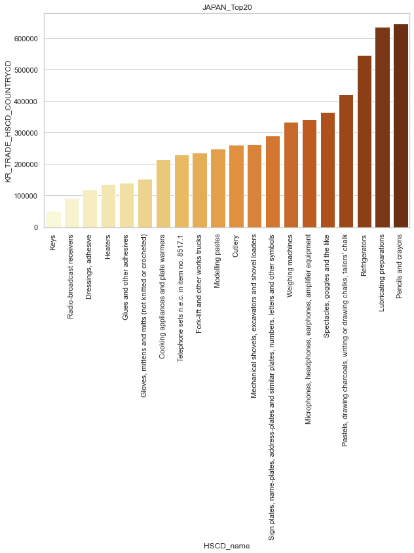 JAPAN_Top20
KR_TRADE_HSCD_COUNTRYCD
600000
500000
400000
300000
200000
100000
0
Keys
Radio-broadcast receivers
Dressings, adhesive
Heaters
Glues and other adhesives
Gloves, mittens and mitts (not knitted or crocheted)
Cooking appliances and plate warmers
Telephone sets n.e.c. in item no. 8517.1
Fork-lift and other works trucks
Modelling pastes
Cutlery
Mechanical shovels, excavators and shovel loaders
Sign plates, name-plates, address-plates and similar plates, numbers, letters and other symbols
Weighing machines
Microphones, headphones, earphones, amplifier equipment
Spectacles, goggles and the like
Pastels, drawing charcoals, writing or drawing chalks, tailors' chalk
Refrigerators
Lubricating preparations
Pencils and crayons
HSCD_name